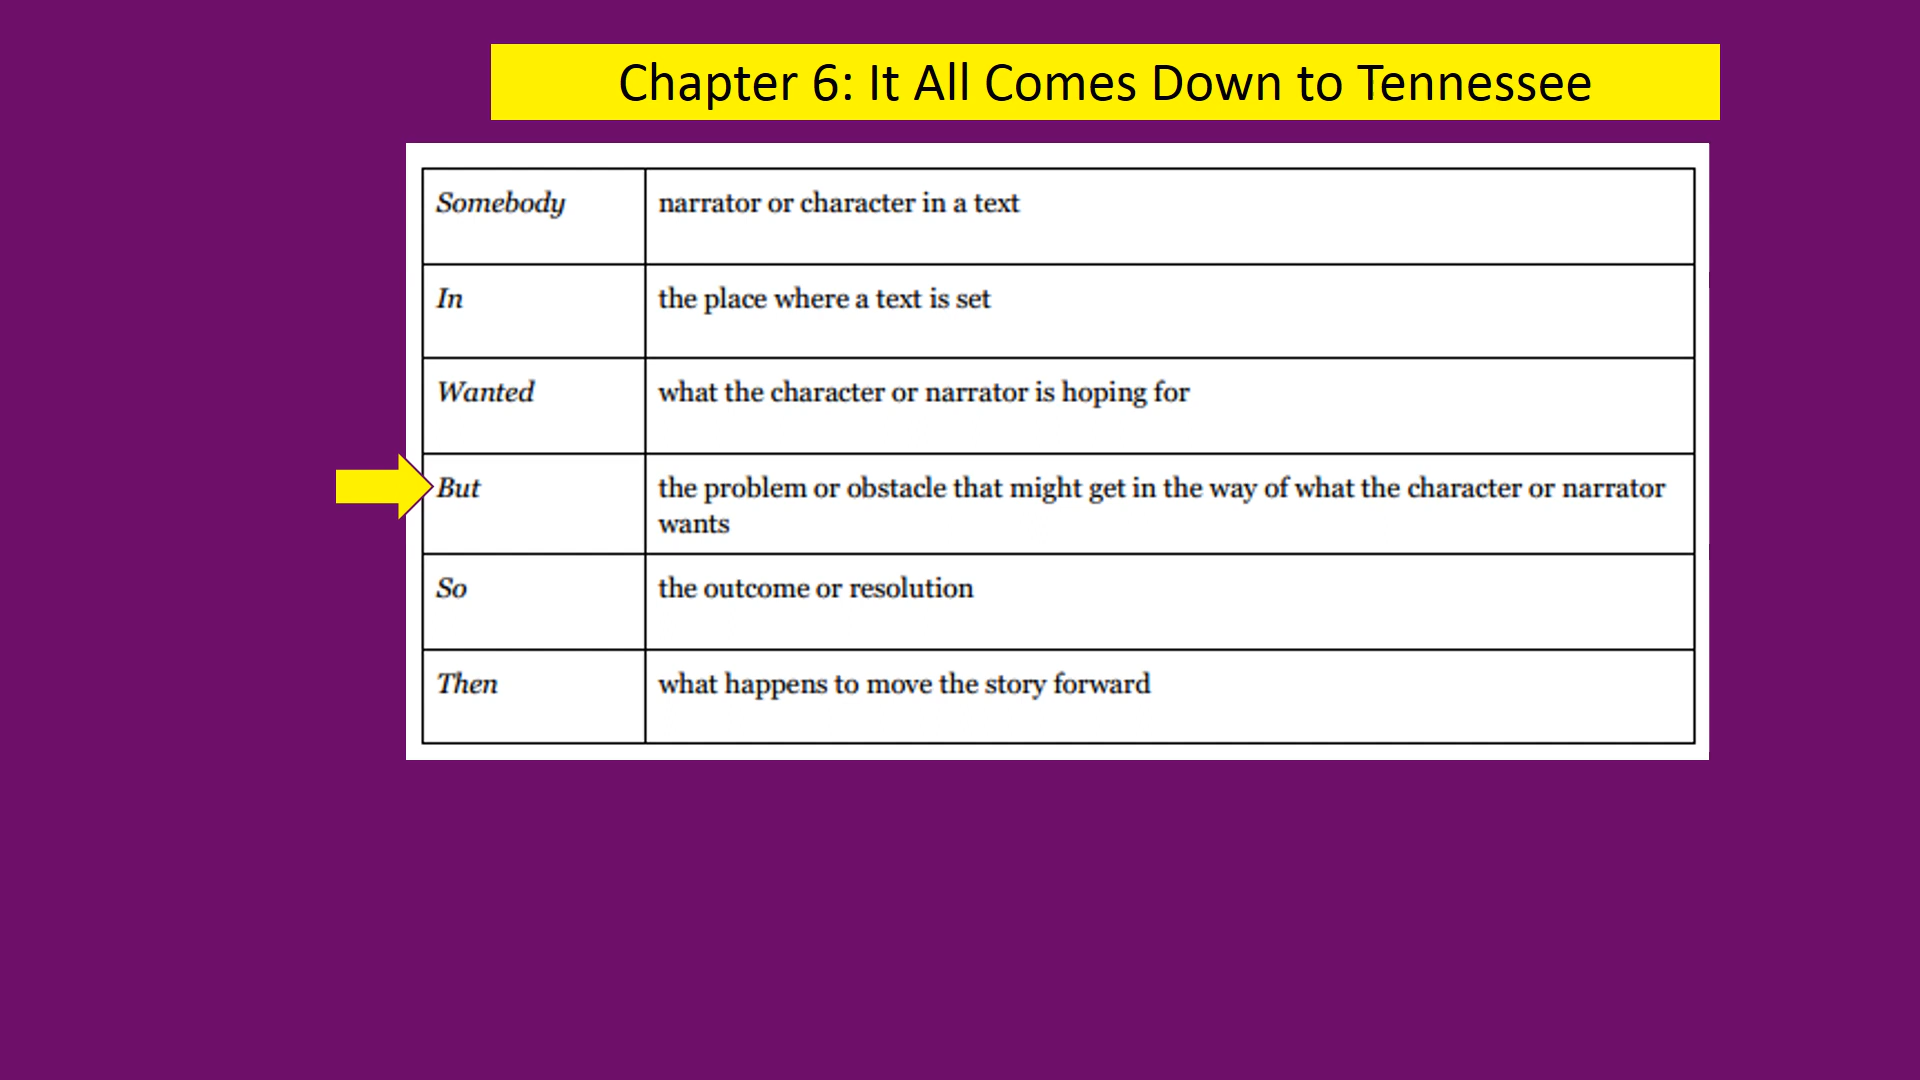 Chapter 6: It All Comes Down to Tennessee
Somebody narrator or character in a text
In the place where a text is set
Wanted what the character or narrator is hoping for
But the problem or obstacle that might get in the way of what the character or narrator
wants
So the outcome or resolution
Then what happens to move the story forward